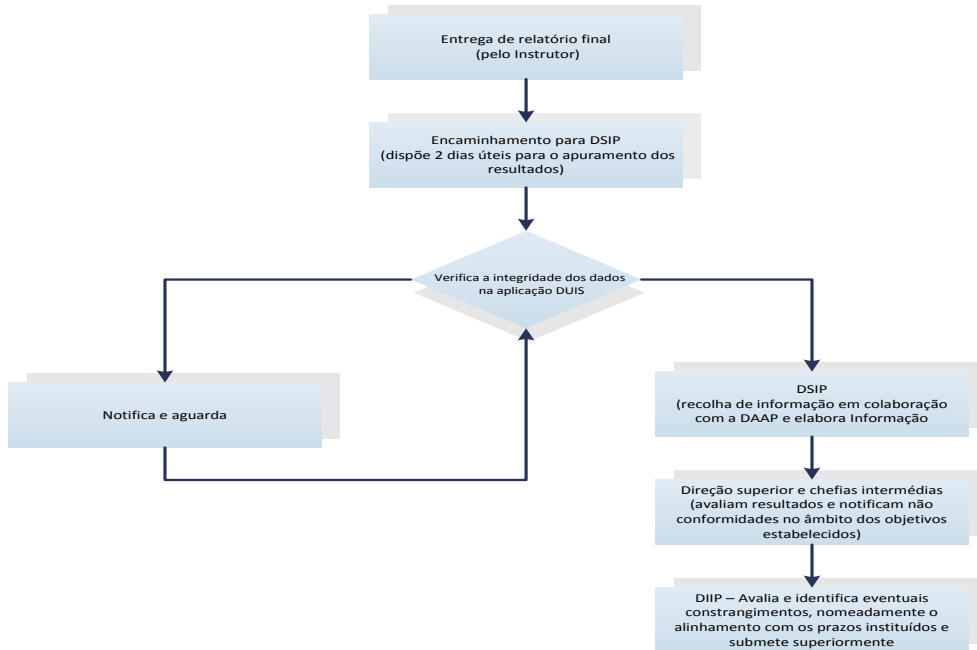 Entrega de relatório final
(pelo Instrutor)
Encaminhamento para DSIP
(dispõe 2 dias úteis para o apuramento dos
resultados)
Verifica a integridade dos dados
na aplicação DUIS
Notifica e aguarda
DSIP
(recolha de informação em colaboração
com a DAAP e elabora Informação
Direção superior e chefias intermédias
(avaliam resultados e notificam não
conformidades no âmbito dos objetivos
estabelecidos)
DIIP – Avalia e identifica eventuais
constrangimentos, nomeadamente o
alinhamento com os prazos instituídos e
submete superiormente